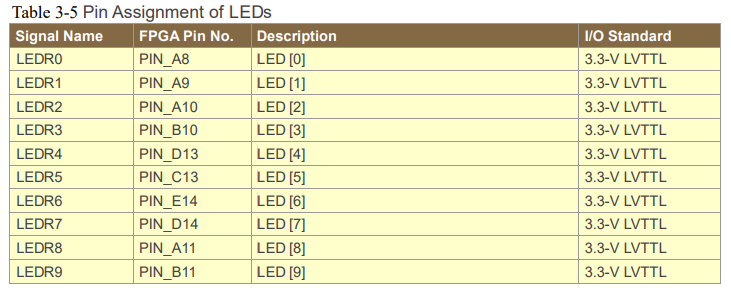 Table 3-5 Pin Assignment of LEDs
Signal Name FPGA Pin No. Description I/O Standard
LEDR0 PIN_A8 LED [0] 3.3-V LVTTL
LEDR1 PIN_A9 LED [1] 3.3-V LVTTL
LEDR2 PIN_A10 LED [2] 3.3-V LVTTL
LEDR3 PIN_B10 LED [3] 3.3-V LVTTL
LEDR4 PIN_D13 LED [4] 3.3-V LVTTL
LEDR5 PIN_C13 LED [5] 3.3-V LVTTL
LEDR6 PIN_E14 LED [6] 3.3-V LVTTL
LEDR7 PIN_D14 LED [7] 3.3-V LVTTL
LEDR8 PIN_A11 LED [8] 3.3-V LVTTL
LEDR9 PIN_B11 LED [9] 3.3-V LVTTL